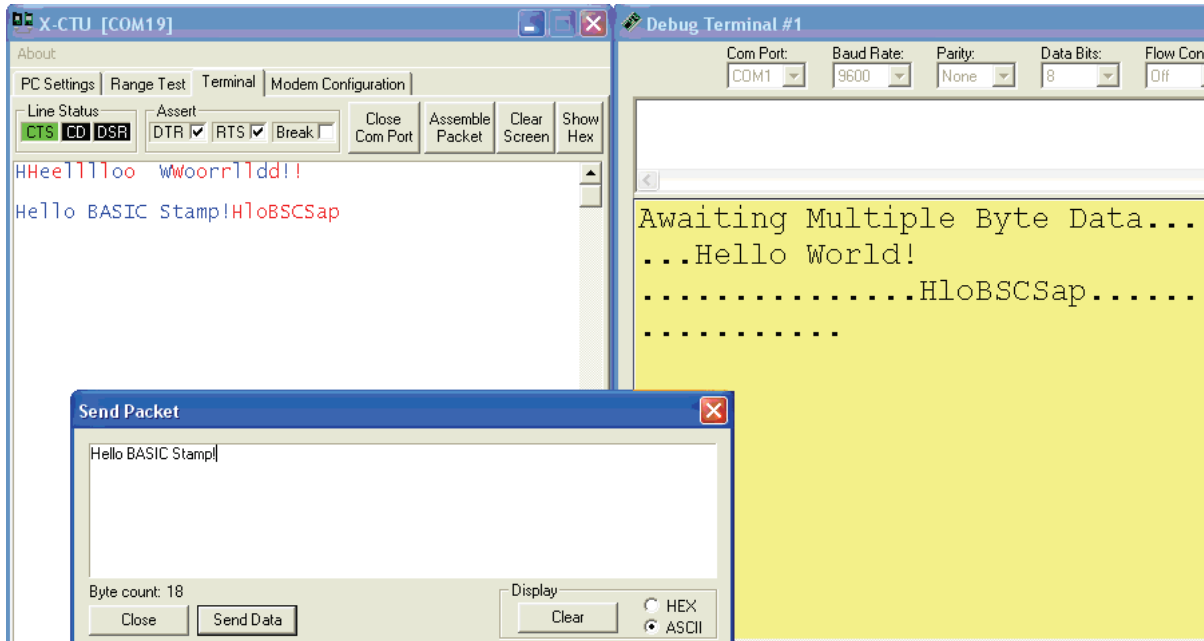 X-CTU [COM19]
About
PC Settings Range Test Terminal Modem Configuration
Line Status Assert
CTS CD DSR DTR RTS Break
Close Com Port
Assemble Packet
Clear Screen
Show Hex
HHeelllllloo  WWoorrlldd!!
Hello BASIC Stamp!HloBSCSap
Debug Terminal #1
Com Port: Baud Rate: Parity: Data Bits: Flow Con
COM1 9600 None 8 Off
Awaiting Multiple Byte Data...
...Hello World!
...............HloBSCSap......
...........
Send Packet
Hello BASIC Stamp!
Byte count: 18
Close Send Data
Display
Clear
HEX
ASCII